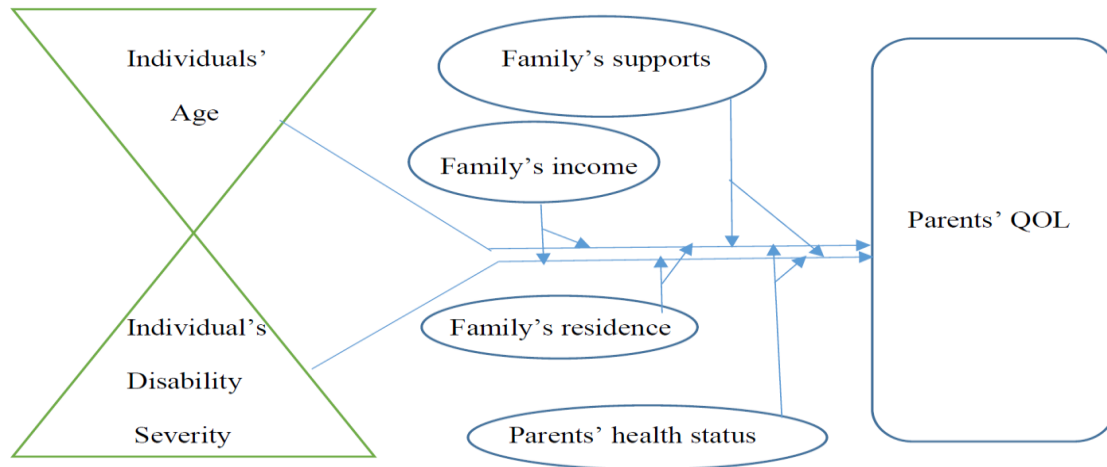 Individuals’
Age
Family’s supports
Family’s income
Parents’ QOL
Individual’s
Disability
Severity
Family’s residence
Parents’ health status